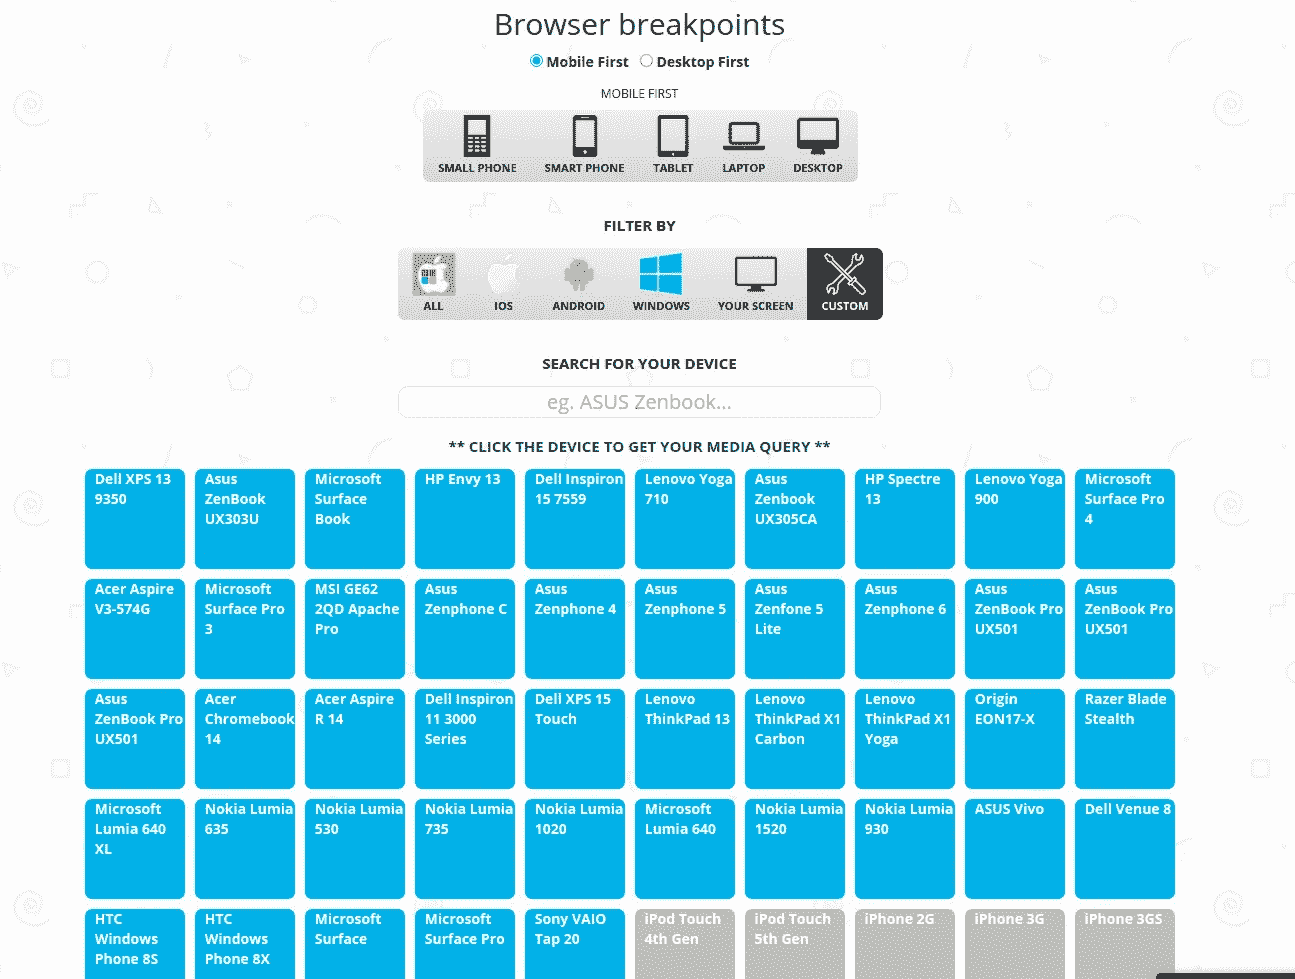 Browser breakpoints
Mobile First Desktop First
MOBILE FIRST
SMALL PHONE SMART PHONE TABLET LAPTOP DESKTOP
FILTER BY
ALL IOS ANDROID WINDOWS YOUR SCREEN CUSTOM
SEARCH FOR YOUR DEVICE
eg. ASUS Zenbook...
** CLICK THE DEVICE TO GET YOUR MEDIA QUERY **
Dell XPS 13
9350
Asus
ZenBook
UX303U
Microsoft
Surface
Book
HP Envy 13
Dell Inspiron
15 7559
Lenovo Yoga
710
Asus
Zenbook
UX305CA
HP Spectre
13
Lenovo Yoga
900
Microsoft
Surface Pro
4
Acer Aspire
V3-574G
Microsoft
Surface Pro
3
MSI GE62
2QD Apache
Pro
Asus
Zenphone C
Asus
Zenphone 4
Asus
Zenphone 5
Asus
Zenfone 5
Lite
Asus
Zenphone 6
Asus
ZenBook Pro
UX501
Asus
ZenBook Pro
UX501
Asus
ZenBook Pro
UX501
Acer
Chromebook
14
Acer Aspire
R 14
Dell Inspiron
11 3000
Series
Dell XPS 15
Touch
Lenovo
ThinkPad 13
Lenovo
ThinkPad X1
Carbon
Lenovo
ThinkPad X1
Yoga
Origin
EON17-X
Razer Blade
Stealth
Microsoft
Lumia 640
XL
Nokia Lumia
635
Nokia Lumia
530
Nokia Lumia
735
Nokia Lumia
1020
Microsoft
Lumia 640
Nokia Lumia
1520
Nokia Lumia
930
ASUS Vivo
Dell Venue 8
HTC
Windows
Phone 8S
HTC
Windows
Phone 8X
Microsoft
Surface
Microsoft
Surface Pro
Sony VAIO
Tap 20
iPod Touch
4th Gen
iPod Touch
5th Gen
iPhone 2G
iPhone 3G
iPhone 3GS